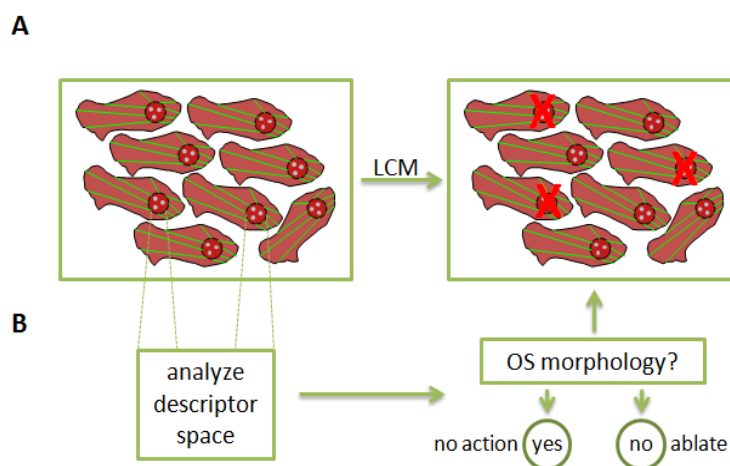 A
LCM
B
analyze
descriptor
space
OS morphology?
no action yes no ablate